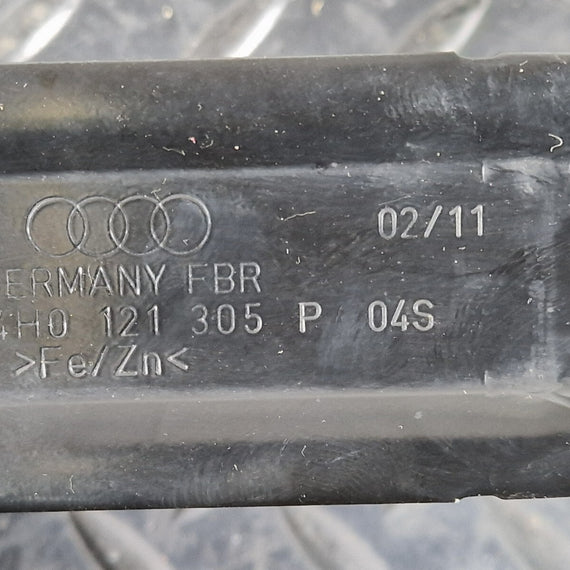 02/11
ERMANY FBR
4H0 121 305 P 04S
>Fe/Zn<